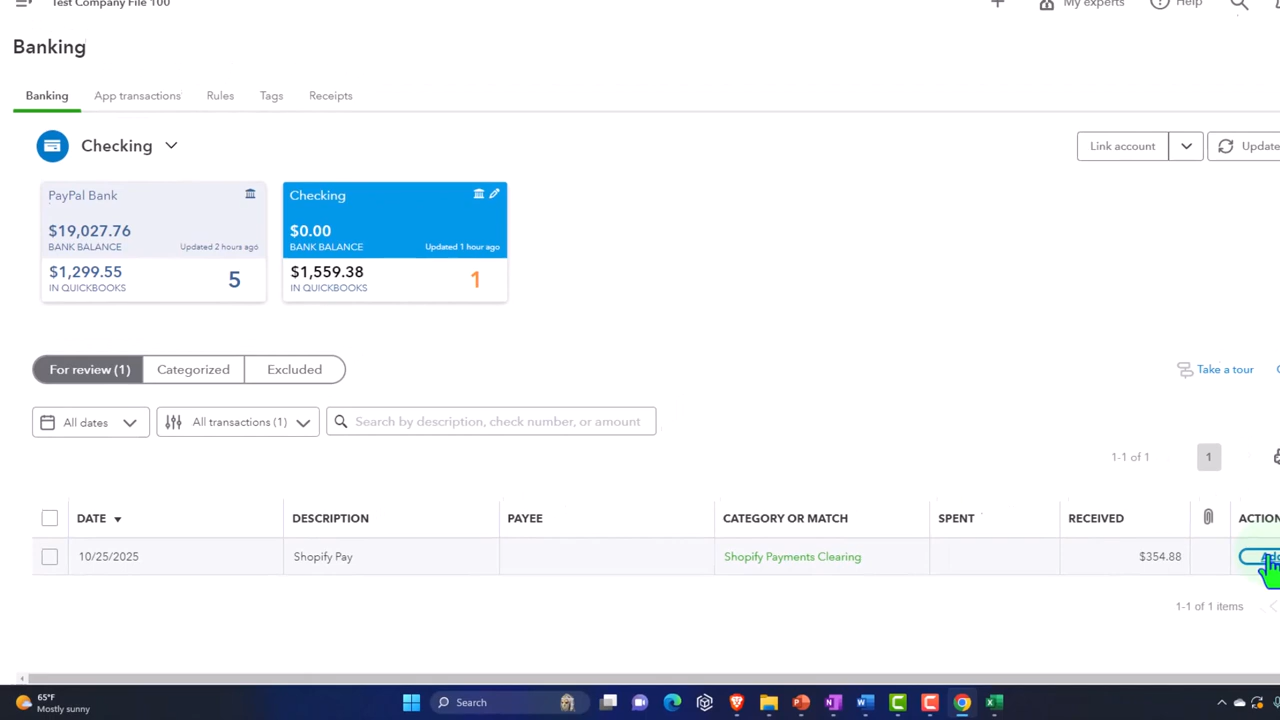 Test Company File 100
My experts
Help
Banking
Banking
App transactions
Rules
Tags
Receipts
Checking
Link account
Update
PayPal Bank
$19,027.76
BANK BALANCE
Updated 2 hours ago
$1,299.55
IN QUICKBOOKS
5
Checking
$0.00
BANK BALANCE
Updated 1 hour ago
$1,559.38
IN QUICKBOOKS
1
For review (1)
Categorized
Excluded
Take a tour
All dates
All transactions (1)
Search by description, check number, or amount
1-1 of 1
1
DATE
DESCRIPTION
PAYEE
CATEGORY OR MATCH
SPENT
RECEIVED
ACTION
10/25/2025
Shopify Pay
Shopify Payments Clearing
$354.88
1-1 of 1 items
65°F
Mostly sunny
Search